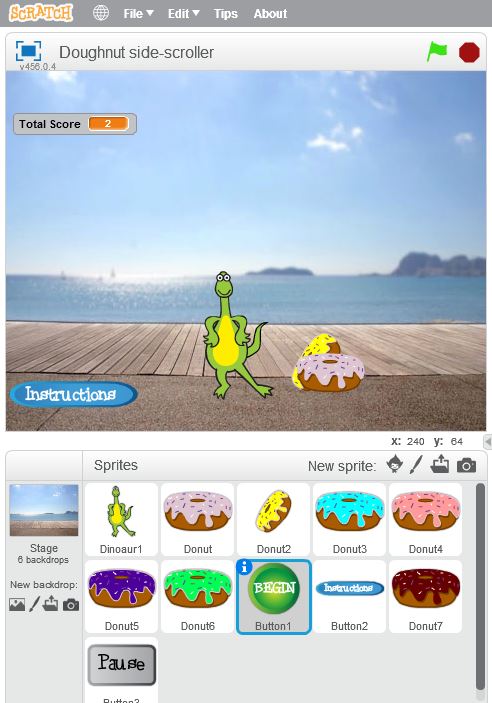 SCRATCH File Edit Tips About
Doughnut side-scroller
v456.0.4
Total Score 2
Instructions
x: 240 y: 64
Sprites New sprite:
Stage
6 backdrops
New backdrop:
Dinoaur1 Donut Donut2 Donut3 Donut4
BEGIN Instructions
Donut5 Donut6 Button1 Button2 Donut7
Pause
Button3